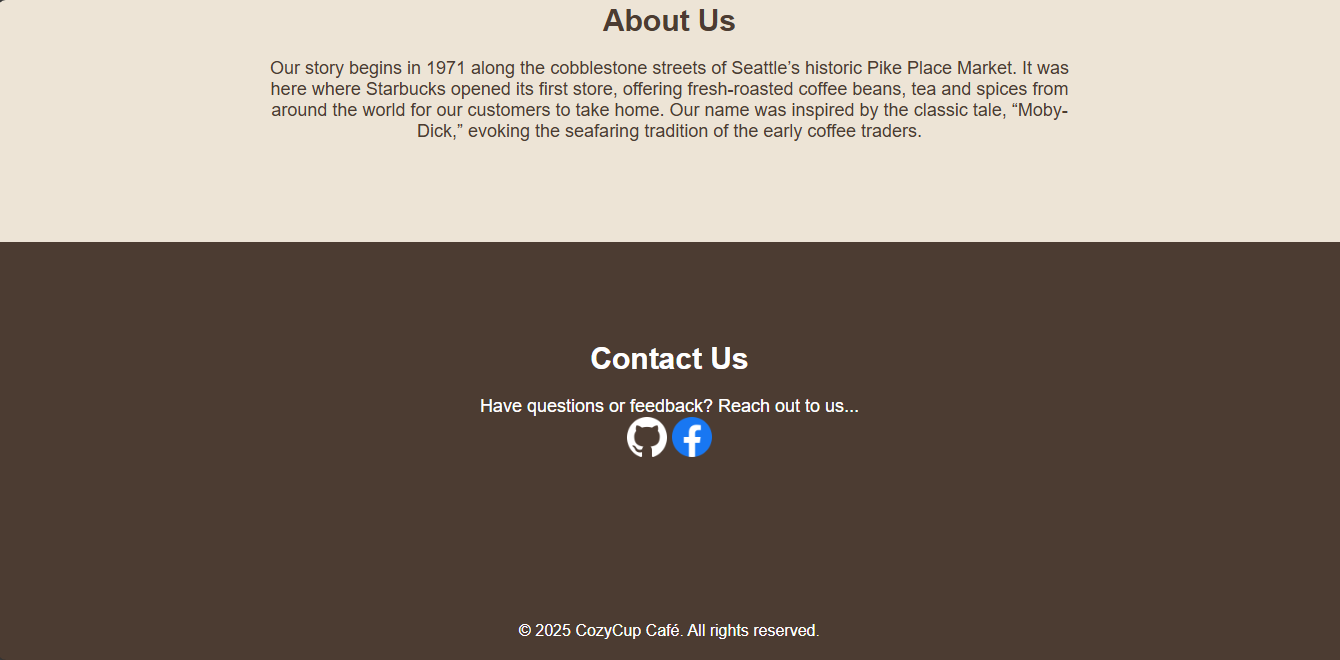 About Us
Our story begins in 1971 along the cobblestone streets of Seattle’s historic Pike Place Market. It was
here where Starbucks opened its first store, offering fresh-roasted coffee beans, tea and spices from
around the world for our customers to take home. Our name was inspired by the classic tale, “Moby-
Dick,” evoking the seafaring tradition of the early coffee traders.
Contact Us
Have questions or feedback? Reach out to us...
© 2025 CozyCup Café. All rights reserved.